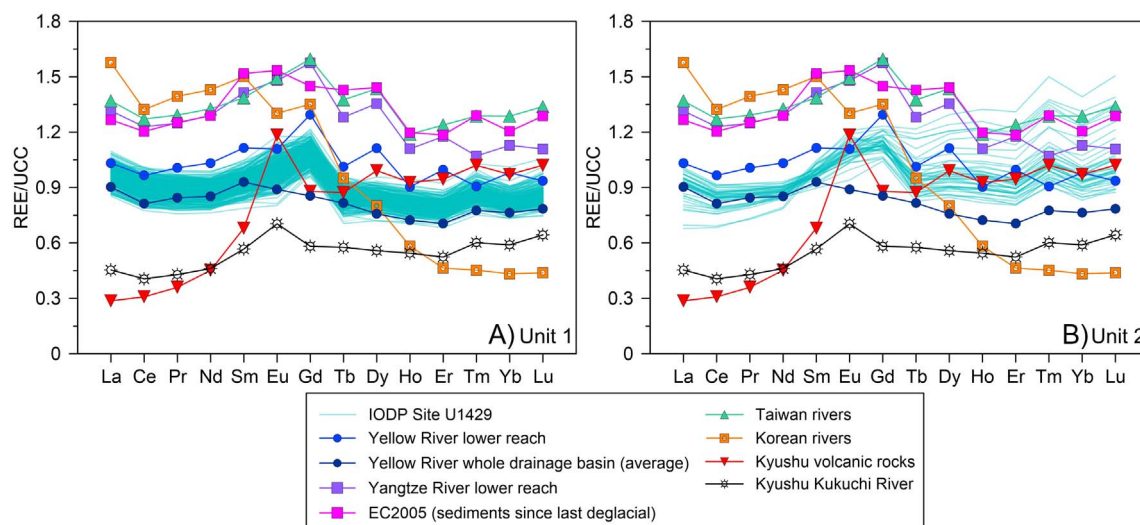 1.8
1.5
1.2
0.9
0.6
0.3
0
REE/UCC
La Ce Pr Nd Sm Eu Gd Tb Dy Ho Er Tm Yb Lu
A) Unit 1
1.8
1.5
1.2
0.9
0.6
0.3
0
La Ce Pr Nd Sm Eu Gd Tb Dy Ho Er Tm Yb Lu
B) Unit 2
IODP Site U1429
Yellow River lower reach
Yellow River whole drainage basin (average)
Yangtze River lower reach
EC2005 (sediments since last deglacial)
Taiwan rivers
Korean rivers
Kyushu volcanic rocks
Kyushu Kukuchi River